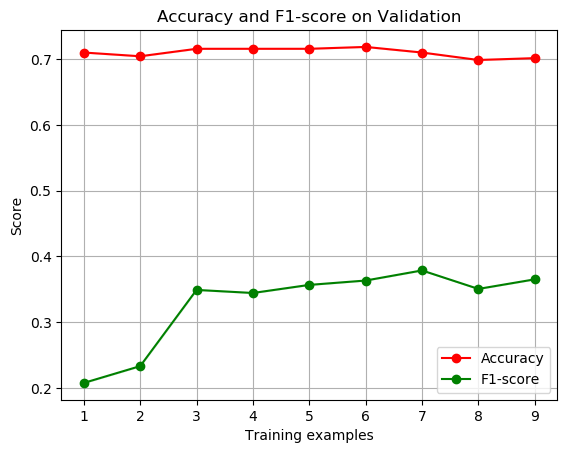 Accuracy and F1-score on Validation
Score
0.7
0.6
0.5
0.4
0.3
0.2
Accuracy
F1-score
1 2 3 4 5 6 7 8 9
Training examples